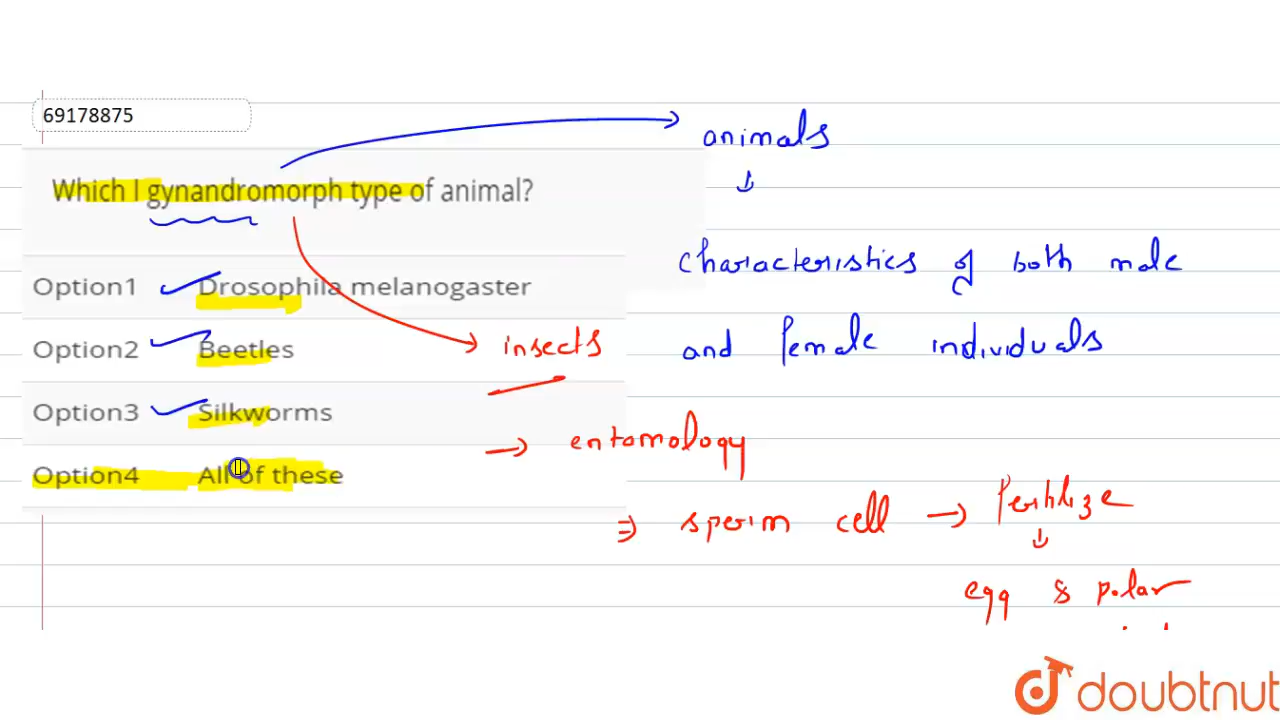 69178875
Which I gynandromorph type of animal?
Option1 Drosophila melanogaster
Option2 Beetles
Option3 Silkworms
Option4 All of these
animals
characteristics of both male
and female individuals
insects
→ entomology
⇒ sperm cell → fertilize
egg & polar
doubtnut